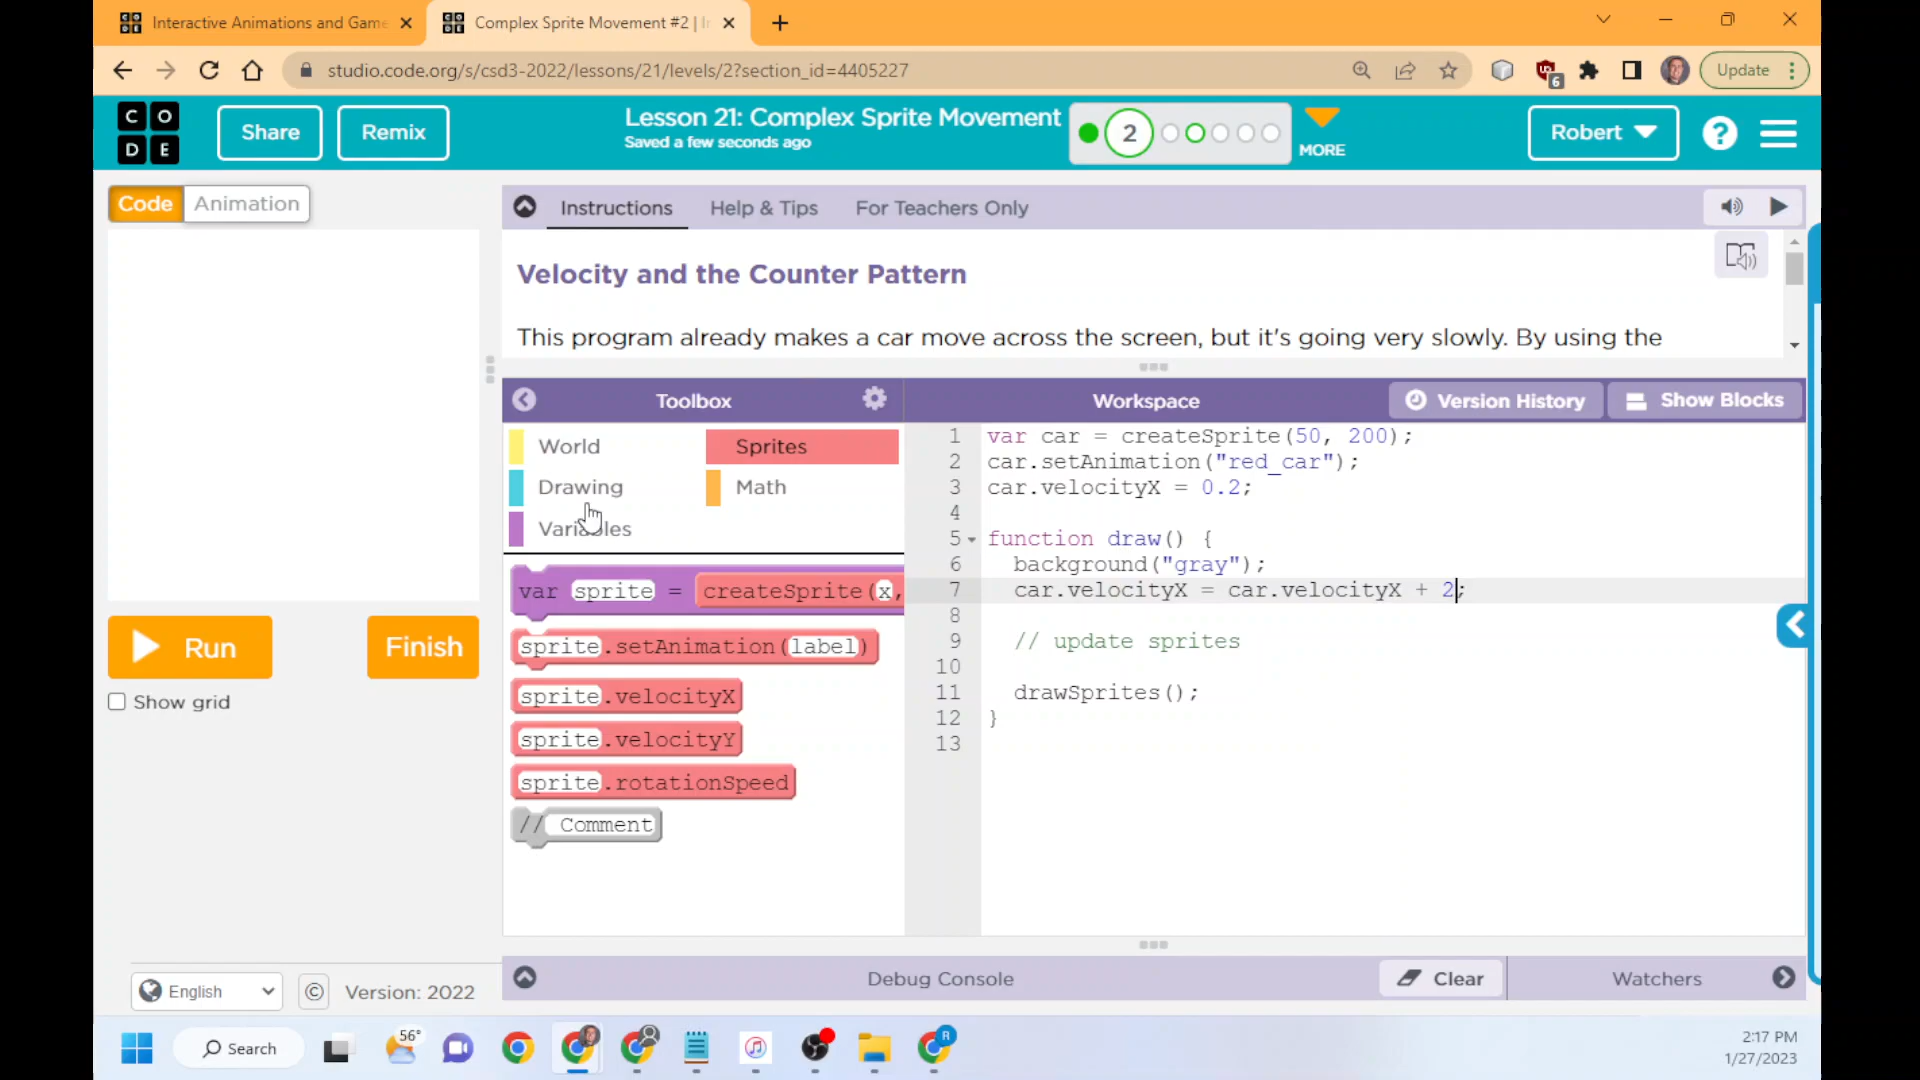 Interactive Animations and Game
Complex Sprite Movement #2 | In
studio.code.org/s/csd3-2022/lessons/21/levels/2?section_id=4405227
6
Update
C O
D E
Share
Remix
Lesson 21: Complex Sprite Movement
Saved a few seconds ago
2
MORE
Robert
?
Code
Animation
Instructions
Help & Tips
For Teachers Only
Velocity and the Counter Pattern
This program already makes a car move across the screen, but it's going very slowly. By using the
Toolbox
Workspace
Version History
Show Blocks
World
Sprites
Drawing
Math
Variables
var sprite = createSprite(x,
sprite.setAnimation(label)
sprite.velocityX
sprite.velocityY
sprite.rotationSpeed
// Comment
1 var car = createSprite(50, 200);
2 car.setAnimation("red_car");
3 car.velocityX = 0.2;
4
5 function draw() {
6 background("gray");
7 car.velocityX = car.velocityX + 2;
8
9 // update sprites
10
11 drawSprites();
12 }
13
Run
Finish
Show grid
English
©
Version: 2022
Debug Console
Clear
Watchers
Search
56°
R
2:17 PM
1/27/2023